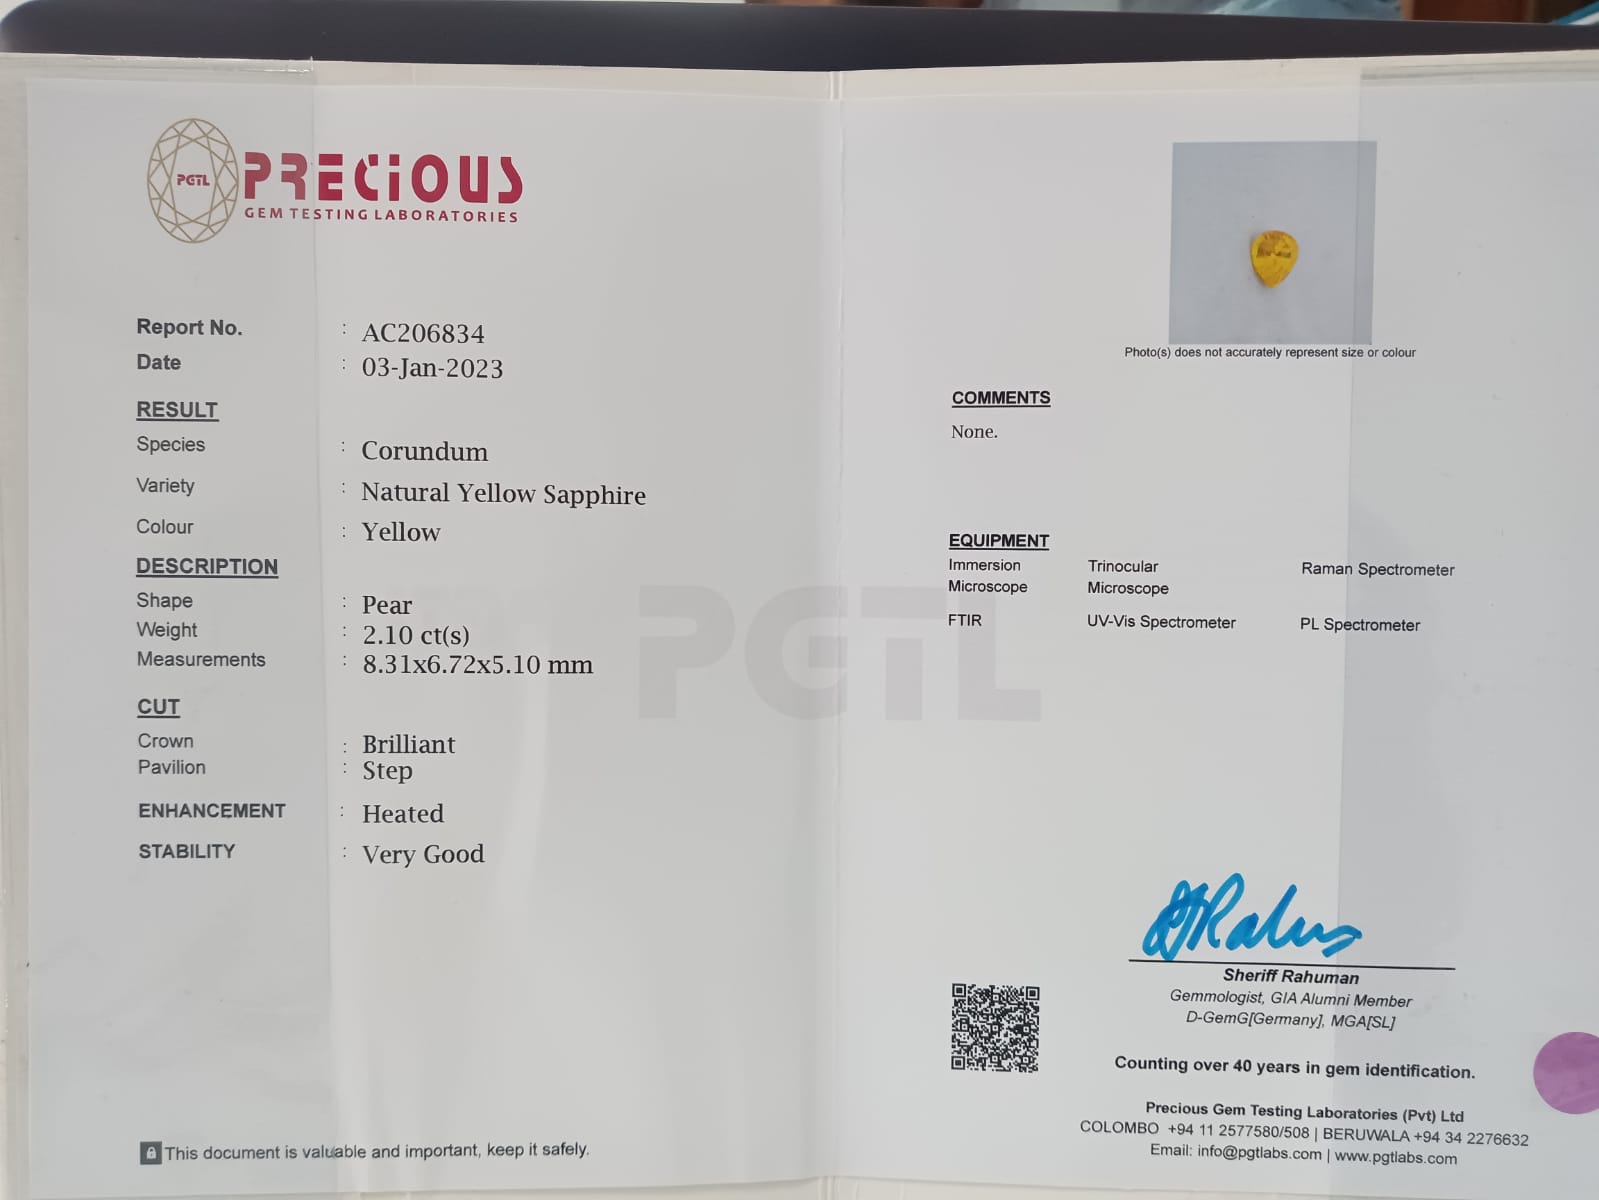 PGTL
PRECIOUS
GEM TESTING LABORATORIES
Report No. : AC206834
Date : 03-Jan-2023
RESULT
Species : Corundum
Variety : Natural Yellow Sapphire
Colour : Yellow
DESCRIPTION
Shape : Pear
Weight : 2.10 ct(s)
Measurements : 8.31x6.72x5.10 mm
CUT
Crown : Brilliant
Pavilion : Step
ENHANCEMENT : Heated
STABILITY : Very Good
This document is valuable and important, keep it safely.
PGTL
Photo(s) does not accurately represent size or colour
COMMENTS
None.
EQUIPMENT
Immersion Microscope
Trinocular Microscope
Raman Spectrometer
FTIR
UV-Vis Spectrometer
PL Spectrometer
Sheriff Rahuman
Gemmologist, GIA Alumni Member
D-GemG[Germany], MGA[SL]
Counting over 40 years in gem identification.
Precious Gem Testing Laboratories (Pvt) Ltd
COLOMBO +94 11 2577580/508 | BERUWALA +94 34 2276632
Email: info@pgtlabs.com | www.pgtlabs.com